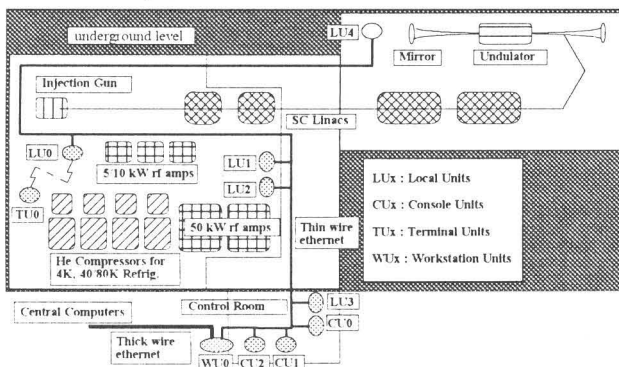 underground level
LU4
Mirror
Undulator
Injection Gun
SC Linacs
LU0
5/10 kW rf amps
LU1
LU2
TU0
50 kW rf amps
Thin wire
ethernet
He Compressors for
4K, 40/80K Refrig.
LUx : Local Units
CUx : Console Units
TUx : Terminal Units
WUx : Workstation Units
Central Computers
Control Room
LU3
CU0
Thick wire
ethernet
WU0
CU2
CU1